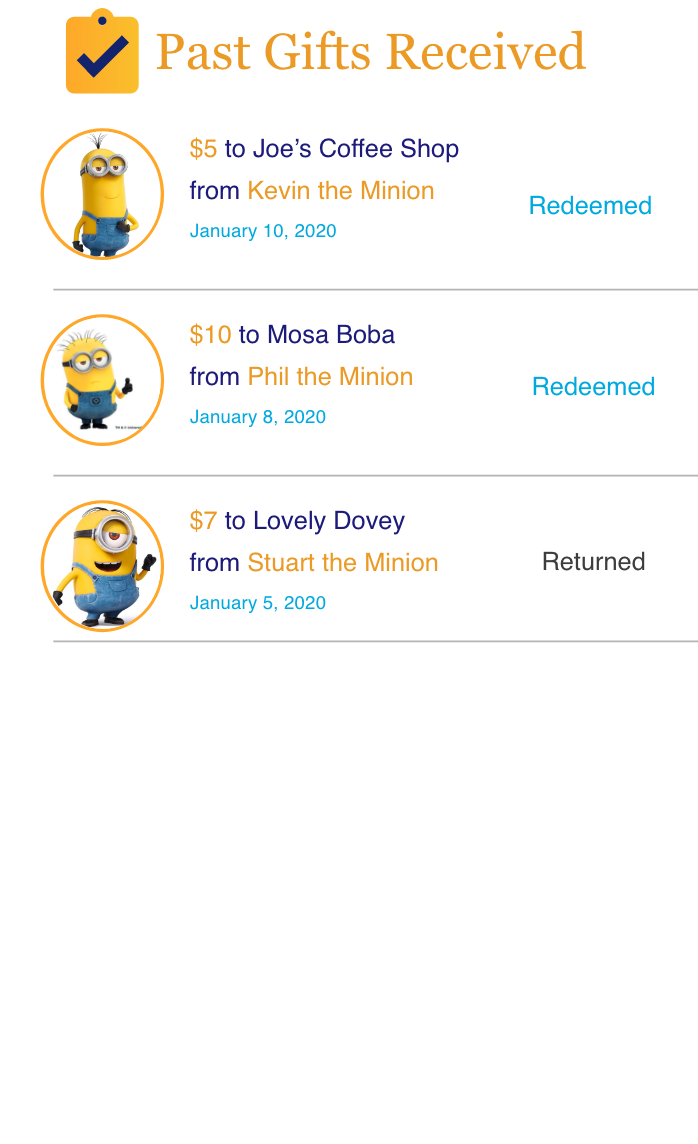 Past Gifts Received
$5 to Joe’s Coffee Shop
from Kevin the Minion
January 10, 2020
Redeemed
$10 to Mosa Boba
from Phil the Minion
January 8, 2020
Redeemed
$7 to Lovely Dovey
from Stuart the Minion
January 5, 2020
Returned